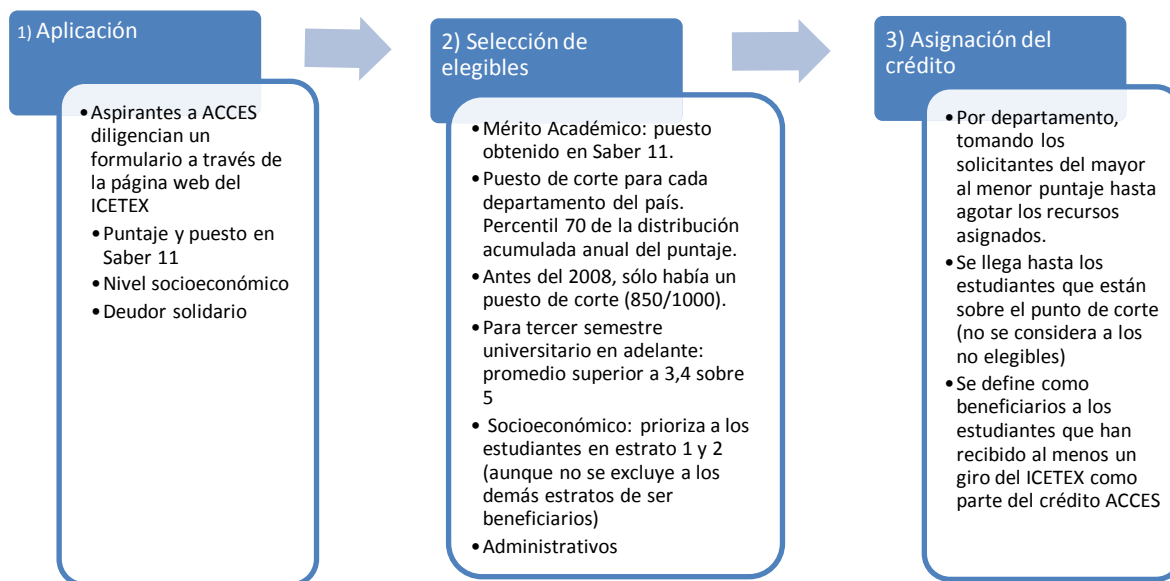 1) Aplicación
•Aspirantes a ACCES
diligencian un
formulario a través de
la página web del
ICETEX
•Puntaje y puesto en
Saber 11
•Nivel socioeconómico
•Deudor solidario
2) Selección de
elegibles
•Mérito Académico: puesto
obtenido en Saber 11.
•Puesto de corte para cada
departamento del país.
Percentil 70 de la distribución
acumulada anual del puntaje.
•Antes del 2008, sólo había un
puesto de corte (850/1000).
•Para tercer semestre
universitario en adelante:
promedio superior a 3,4 sobre
5
• Socioeconómico: prioriza a los
estudiantes en estrato 1 y 2
(aunque no se excluye a los
demás estratos de ser
beneficiarios)
•Administrativos
3) Asignación del
crédito
•Por departamento,
tomando los
solicitantes del mayor
al menor puntaje hasta
agotar los recursos
asignados.
•Se llega hasta los
estudiantes que están
sobre el punto de corte
(no se considera a los
no elegibles)
•Se define como
beneficiarios a los
estudiantes que han
recibido al menos un
giro del ICETEX como
parte del crédito ACCES